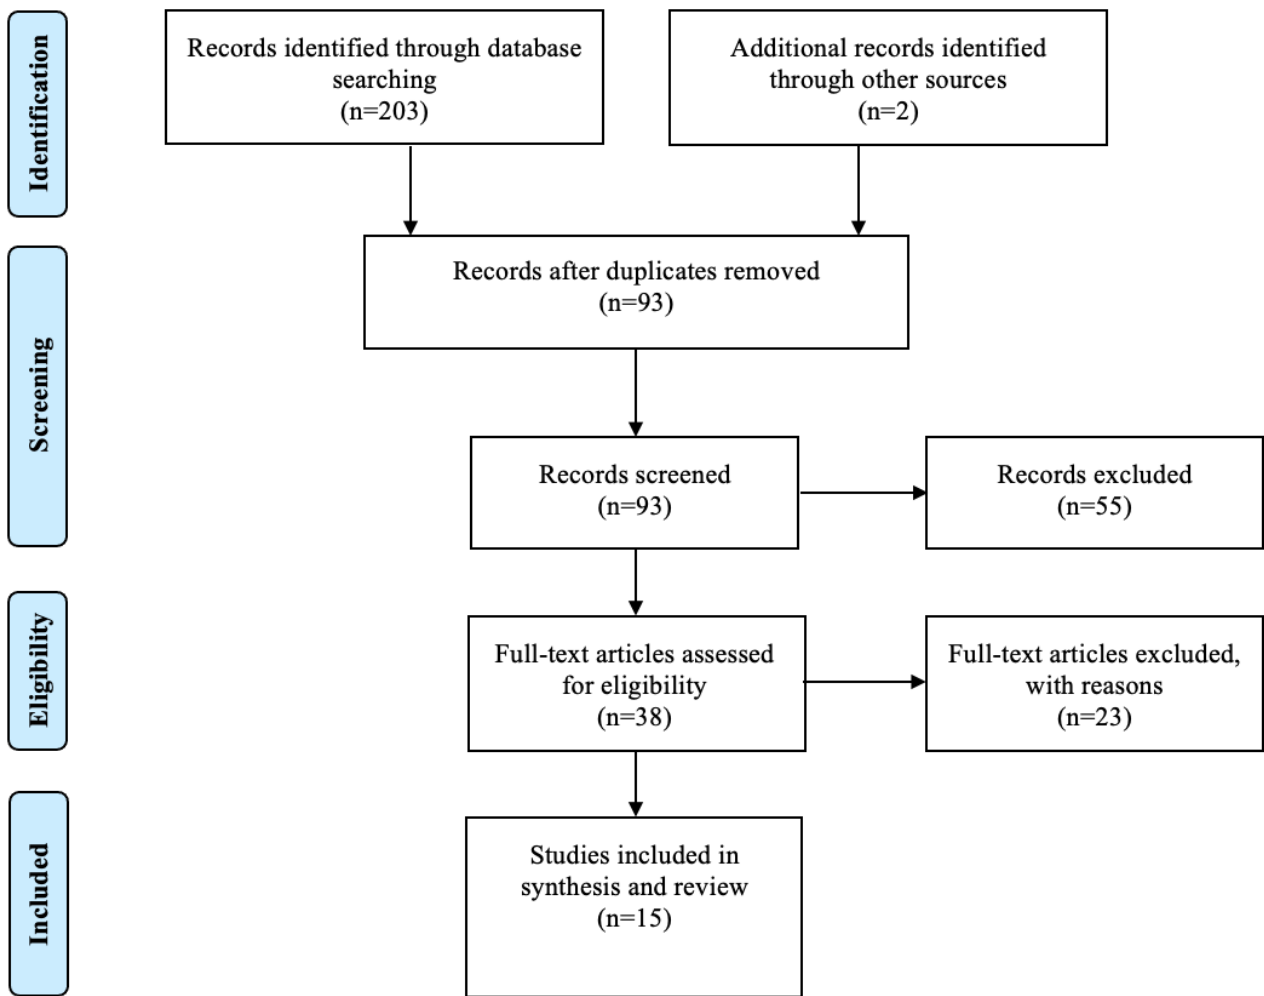 Identification
Records identified through database
searching
(n=203)
Additional records identified
through other sources
(n=2)
Screening
Records after duplicates removed
(n=93)
Records screened
(n=93)
Records excluded
(n=55)
Eligibility
Full-text articles assessed
for eligibility
(n=38)
Full-text articles excluded,
with reasons
(n=23)
Included
Studies included in
synthesis and review
(n=15)